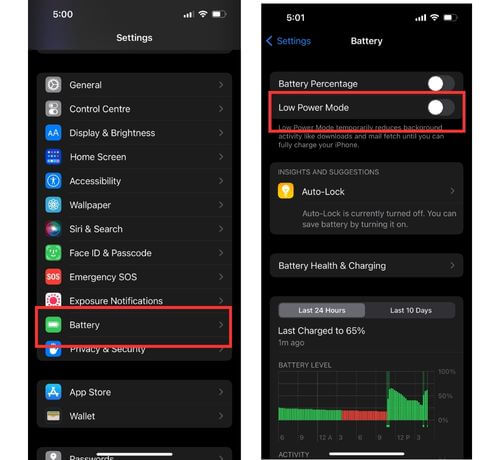 5:00
Settings
General
Control Centre
Display & Brightness
Home Screen
Accessibility
Wallpaper
Siri & Search
Face ID & Passcode
SOS
Emergency SOS
Exposure Notifications
Battery
Privacy & Security
App Store
Wallet
Passwords
5:01
Settings
Battery
Battery Percentage
Low Power Mode
Low Power Mode temporarily reduces background
activity like downloads and mail fetch until you can
fully charge your iPhone.
INSIGHTS AND SUGGESTIONS
Auto-Lock
Auto-Lock is currently turned off. You can
save battery by turning it on.
Battery Health & Charging
Last 24 Hours
Last 10 Days
Last Charged to 65%
1m ago
BATTERY LEVEL
100%
50%
0%
6 9 12 A 3 6 9 12 P 3
ACTIVITY